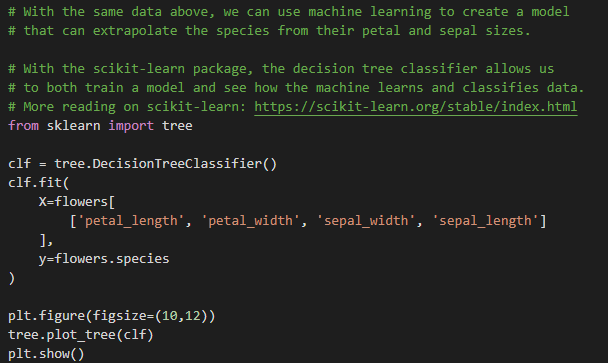 # With the same data above, we can use machine learning to create a model
# that can extrapolate the species from their petal and sepal sizes.
# With the scikit-learn package, the decision tree classifier allows us
# to both train a model and see how the machine learns and classifies data.
# More reading on scikit-learn: https://scikit-learn.org/stable/index.html
from sklearn import tree
clf = tree.DecisionTreeClassifier()
clf.fit(
    X=flowers[
        ['petal_length', 'petal_width', 'sepal_width', 'sepal_length']
    ],
    y=flowers.species
)
plt.figure(figsize=(10,12))
tree.plot_tree(clf)
plt.show()